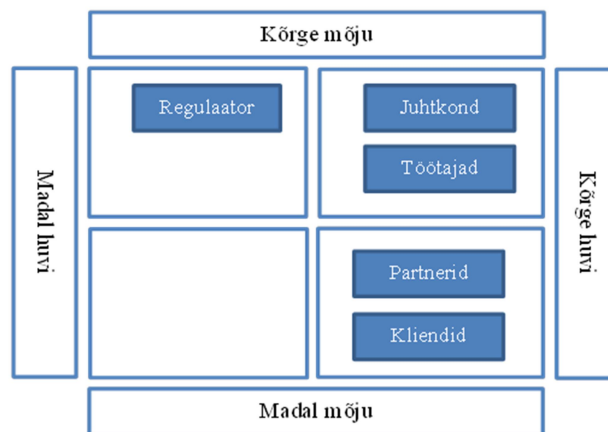 Kõrge mõju
Madal huvi
Regulaator
Juhtkond
Töötajad
Kõrge huvi
Partnerid
Kliendid
Madal mõju